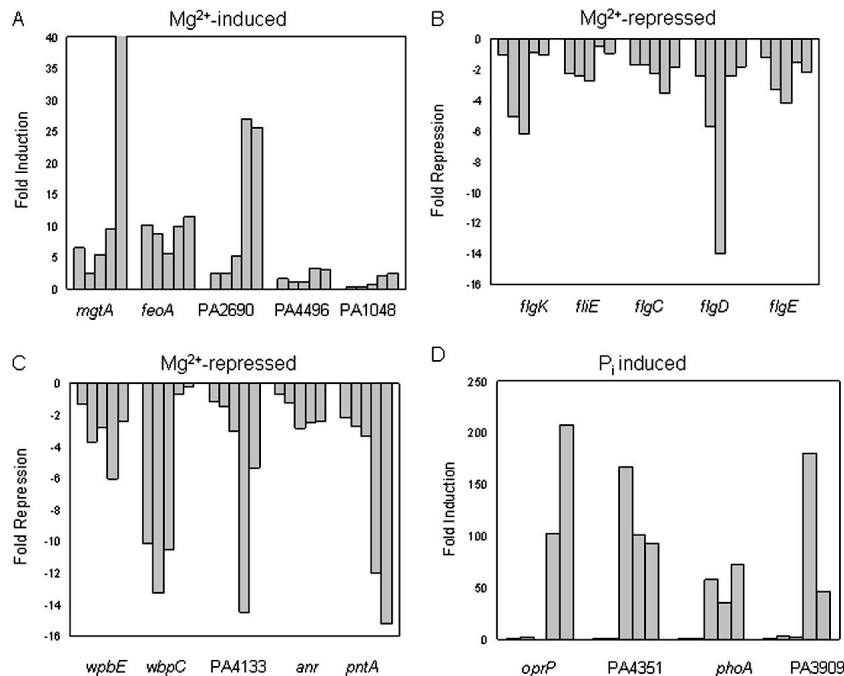 A
Mg²⁺-induced
Fold Induction
40
35
30
25
20
15
10
5
0
mgtA feoA PA2690 PA4496 PA1048
B
Mg²⁺-repressed
Fold Repression
0
-2
-4
-6
-8
-10
-12
-14
-16
flgK fliE flgC flgD flgE
C
Mg²⁺-repressed
Fold Repression
0
-2
-4
-6
-8
-10
-12
-14
-16
wpbE wbpC PA4133 anr pntA
D
Pᵢ induced
Fold Induction
250
200
150
100
50
0
oprP PA4351 phoA PA3909